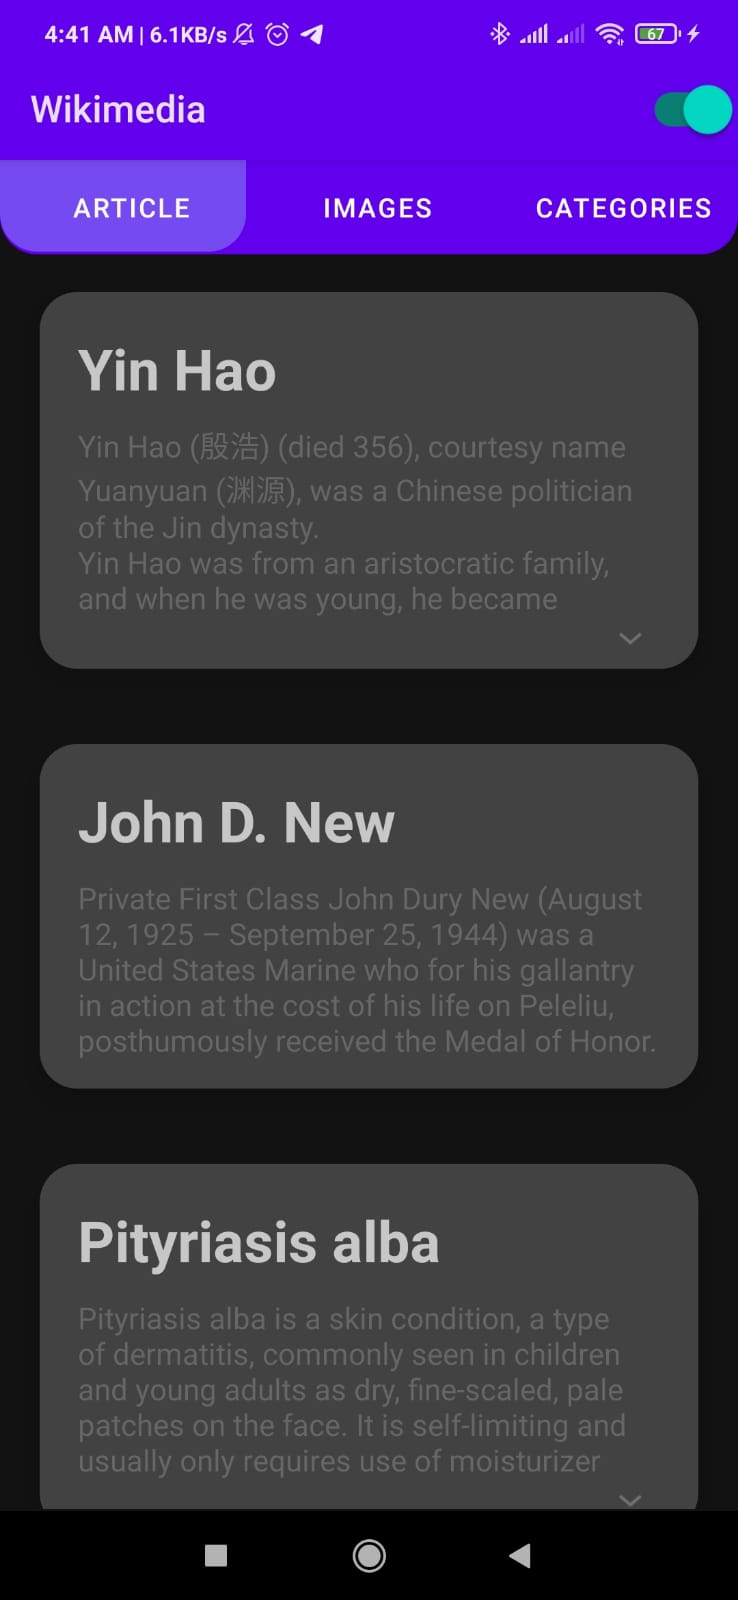 4:41 AM | 6.1KB/s
67
Wikimedia
ARTICLE IMAGES CATEGORIES
Yin Hao
Yin Hao (殷浩) (died 356), courtesy name
Yuanyuan (渊源), was a Chinese politician
of the Jin dynasty.
Yin Hao was from an aristocratic family,
and when he was young, he became
John D. New
Private First Class John Dury New (August
12, 1925 – September 25, 1944) was a
United States Marine who for his gallantry
in action at the cost of his life on Peleliu,
posthumously received the Medal of Honor.
Pityriasis alba
Pityriasis alba is a skin condition, a type
of dermatitis, commonly seen in children
and young adults as dry, fine-scaled, pale
patches on the face. It is self-limiting and
usually only requires use of moisturizer